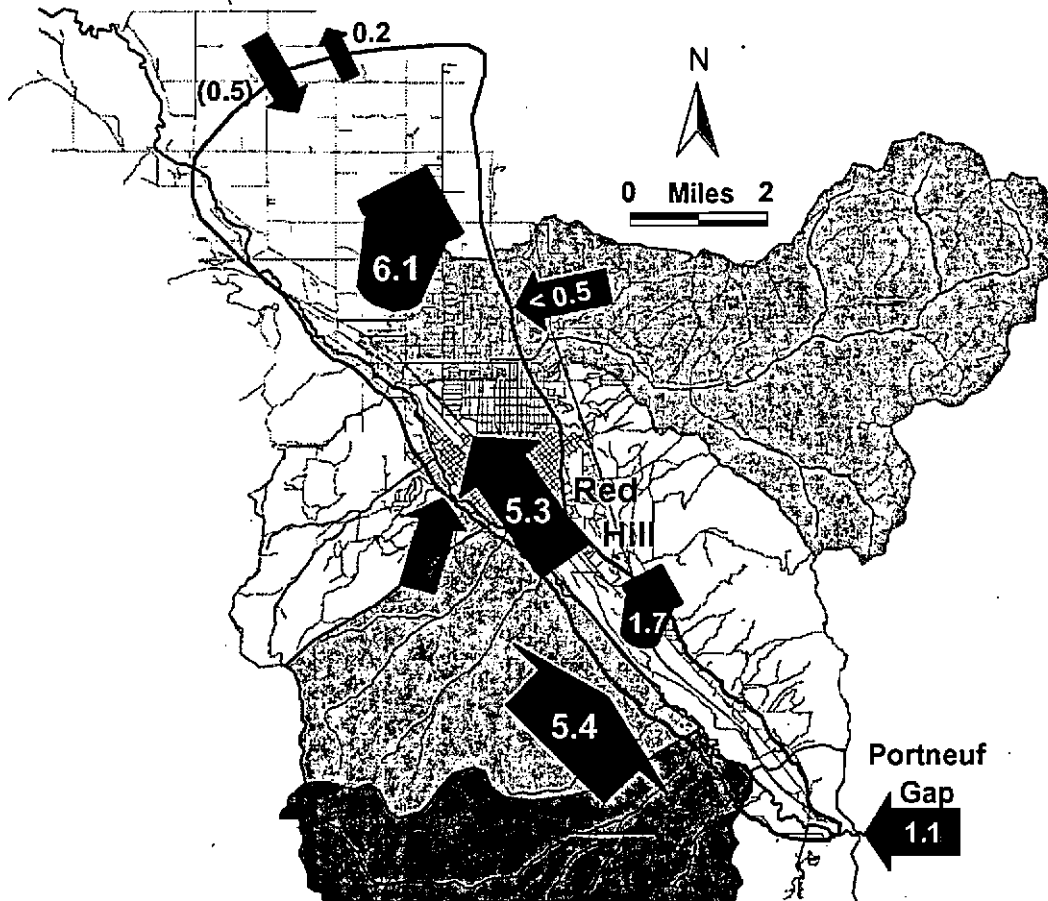 0.2
(0.5)
N
0 Miles 2
6.1
< 0.5
Red
Hill
5.3
1.7
5.4
Portneuf
Gap
1.1